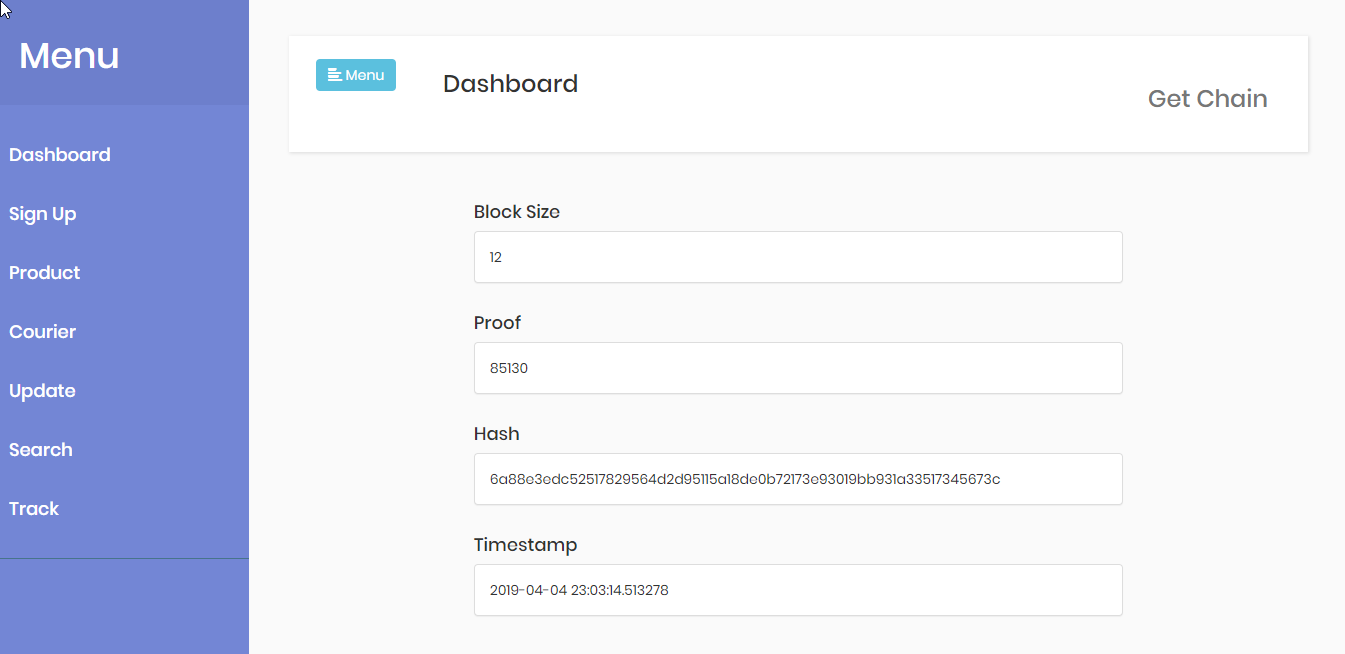 Menu
Dashboard
Sign Up
Product
Courier
Update
Search
Track
Menu
Dashboard
Get Chain
Block Size
12
Proof
85130
Hash
6a88e3edc52517829564d2d95115a18de0b72173e93019bb931a33517345673c
Timestamp
2019-04-04 23:03:14.513278